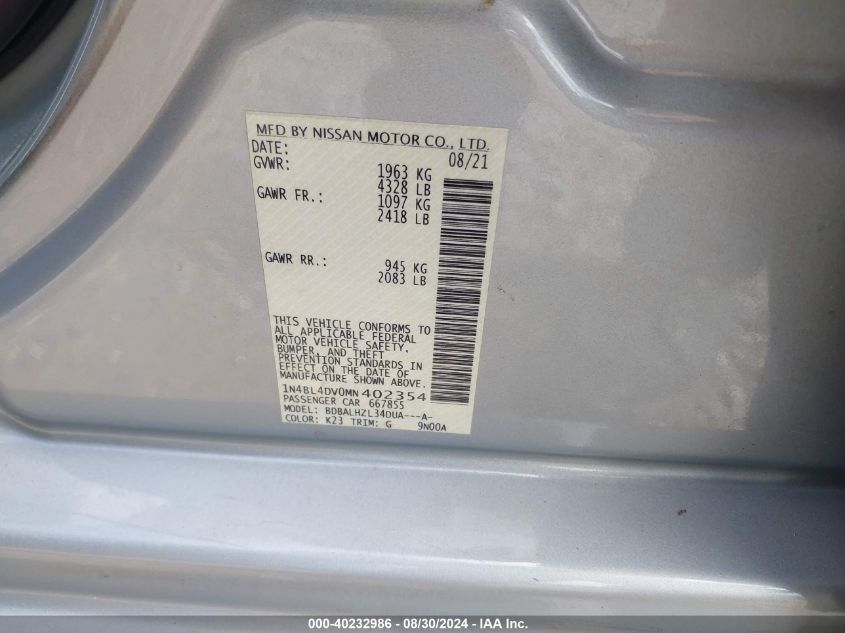 MFD BY NISSAN MOTOR CO., LTD.
DATE: 08/21
GVWR: 1963 KG
4328 LB
GAWR FR.: 1097 KG
2418 LB
GAWR RR.: 945 KG
2083 LB
THIS VEHICLE CONFORMS TO
ALL APPLICABLE FEDERAL
MOTOR VEHICLE SAFETY,
BUMPER, AND THEFT
PREVENTION STANDARDS IN
EFFECT ON THE DATE OF
MANUFACTURE SHOWN ABOVE.
1N4BL4DV0MN402354
PASSENGER CAR 667855
MODEL: BDBALHZL34DUA---A-
COLOR: K23 TRIM: G 9N00A
000-40232986 - 08/30/2024 - IAA Inc.